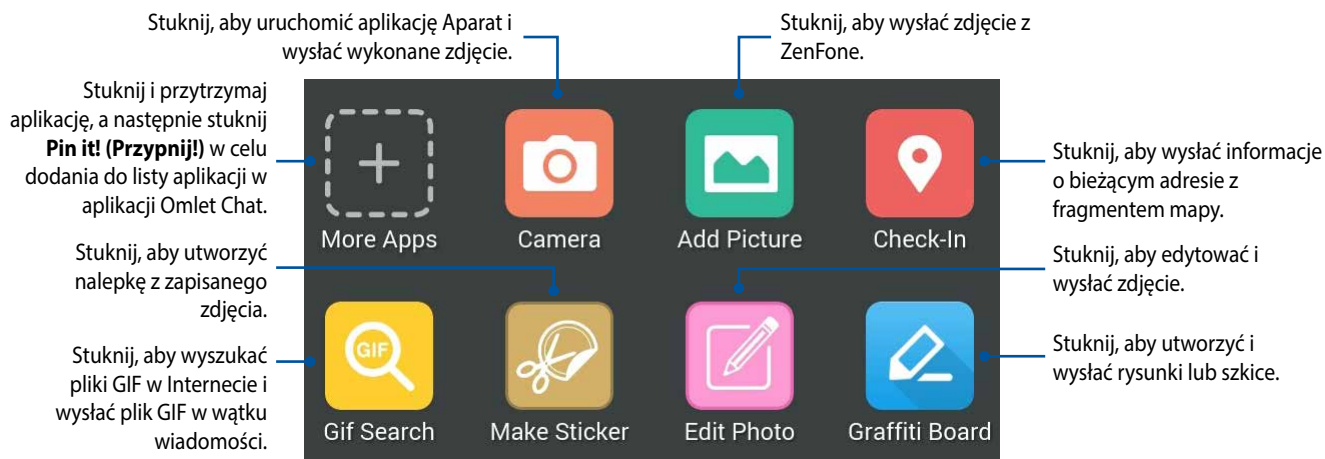 Stuknij, aby uruchomić aplikację Aparat i
wysłać wykonane zdjęcie.
Stuknij, aby wysłać zdjęcie z
ZenFone.
Stuknij i przytrzymaj
aplikację, a następnie stuknij
Pin it! (Przypnij!) w celu
dodania do listy aplikacji w
aplikacji Omlet Chat.
Stuknij, aby wysłać informacje
o bieżącym adresie z
fragmentem mapy.
More Apps
Camera
Add Picture
Check-In
Stuknij, aby utworzyć
nalepkę z zapisanego
zdjęcia.
Stuknij, aby edytować i
wysłać zdjęcie.
Stuknij, aby wyszukać
pliki GIF w Internecie i
wysłać plik GIF w wątku
wiadomości.
GIF
Stuknij, aby utworzyć i
wysłać rysunki lub szkice.
Gif Search
Make Sticker
Edit Photo
Graffiti Board